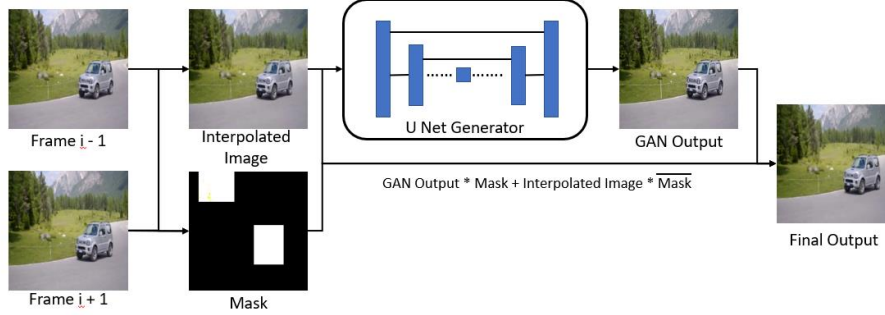 Frame i - 1
Interpolated
Image
U Net Generator
GAN Output
GAN Output * Mask + Interpolated Image * Mask
Final Output
Frame i + 1
Mask